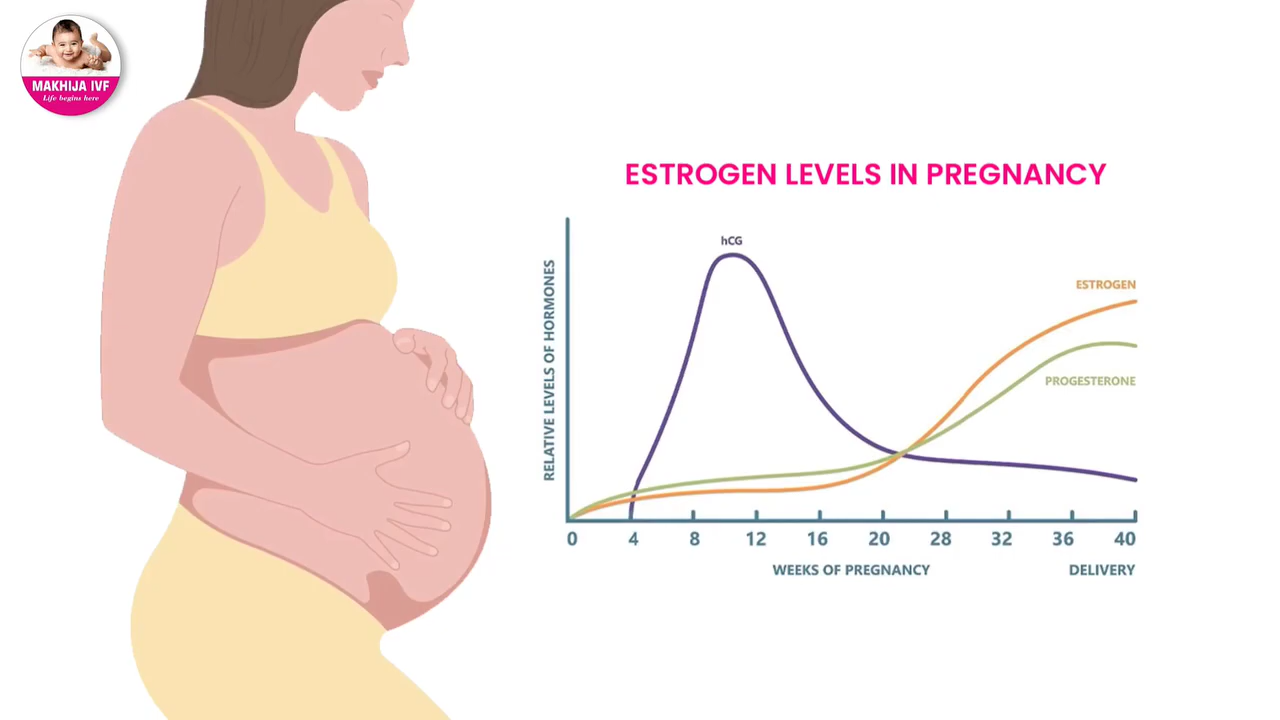 MAKHIJA IVF
Life begins here
ESTROGEN LEVELS IN PREGNANCY
RELATIVE LEVELS OF HORMONES
hCG
ESTROGEN
PROGESTERONE
0 4 8 12 16 20 28 32 36 40
WEEKS OF PREGNANCY DELIVERY